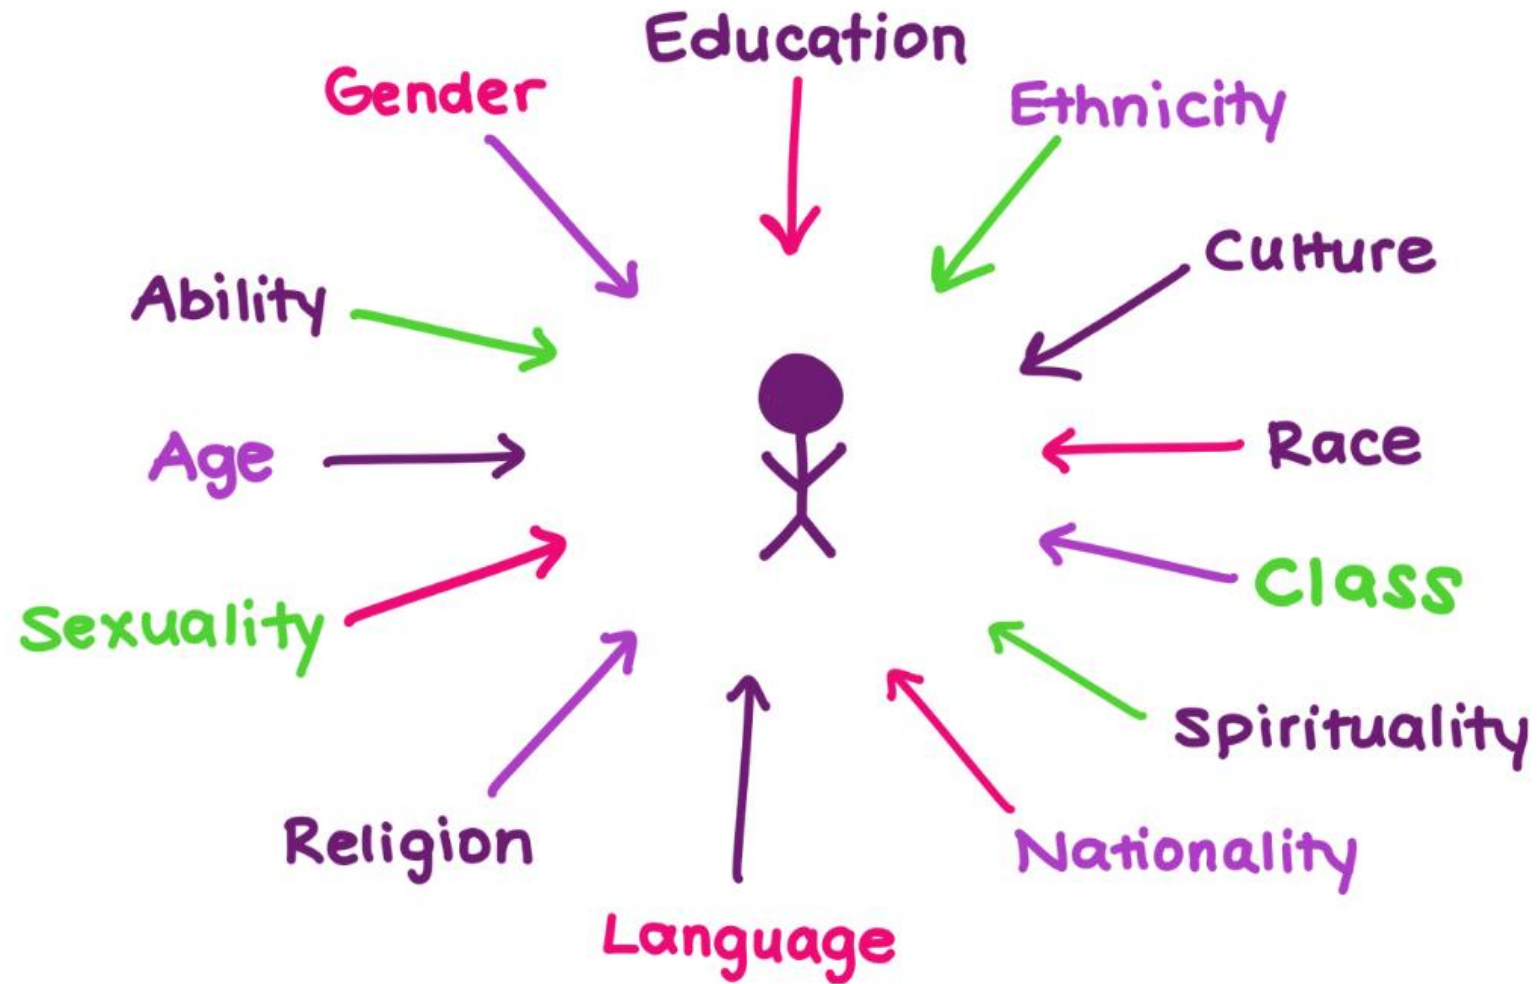 Education
Gender
Ethnicity
Culture
Ability
Race
Age
Class
Sexuality
Spirituality
Religion
Nationality
Language